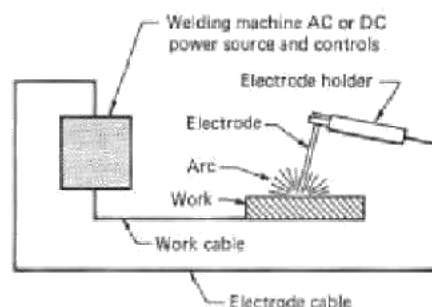 Welding machine AC or DC
power source and controls
Electrode holder
Electrode
Arc
Work
Work cable
Electrode cable